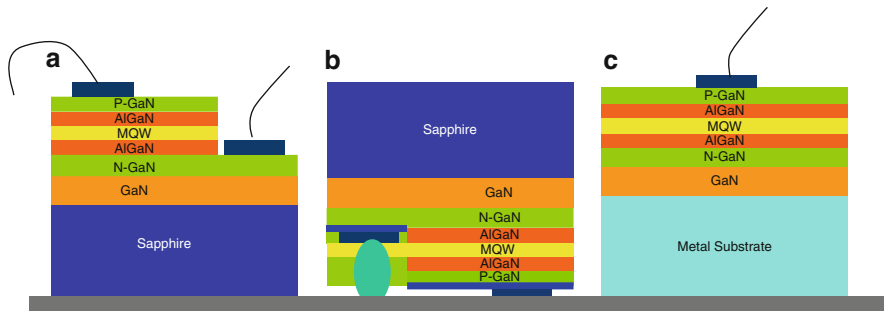 a
P-GaN
AlGaN
MQW
AlGaN
N-GaN
GaN
Sapphire
b
Sapphire
GaN
N-GaN
AlGaN
MQW
AlGaN
P-GaN
c
P-GaN
AlGaN
MQW
AlGaN
N-GaN
GaN
Metal Substrate